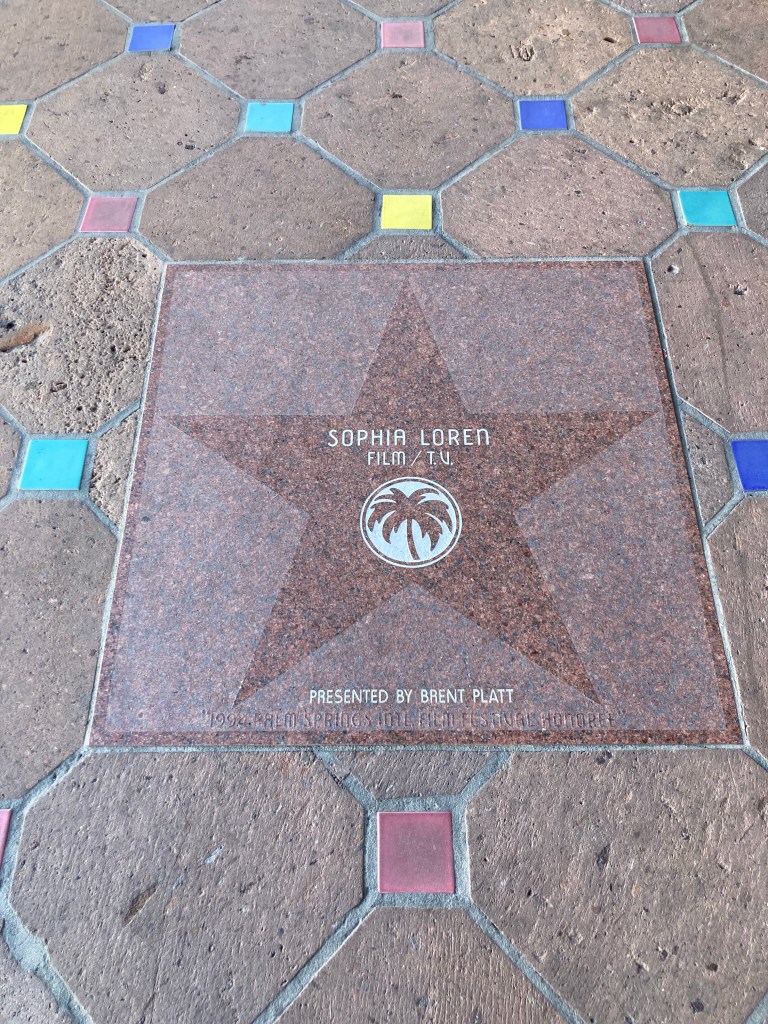 SOPHIA LOREN
FILM / T.V.
PRESENTED BY BRENT PLATT
"1994 PALM SPRINGS INTL FILM FESTIVAL HONOREE"